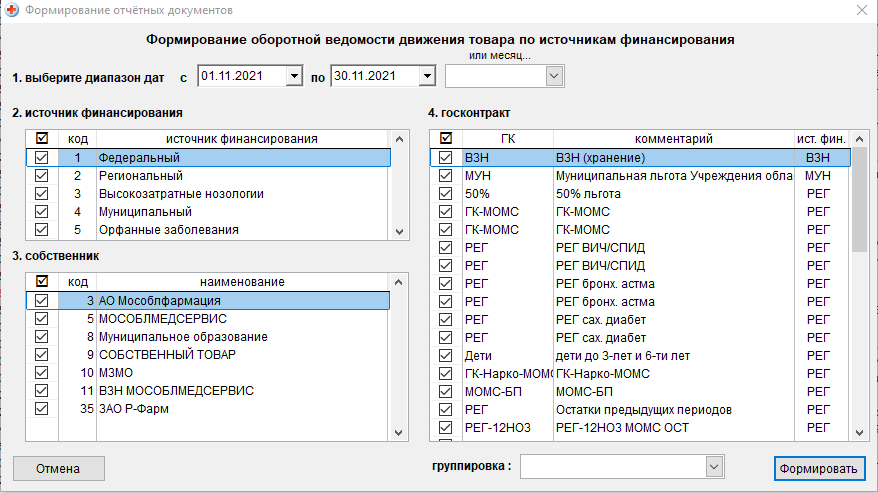 Формирование отчётных документов
Формирование оборотной ведомости движения товара по источникам финансирования
или месяц...
1. выберите диапазон дат с 01.11.2021 по 30.11.2021
2. источник финансирования
код источник финансирования
1 Федеральный
2 Региональный
3 Высокозатратные нозологии
4 Муниципальный
5 Орфанные заболевания
3. собственник
код наименование
3 АО Мособлфармация
5 МОСОБЛМЕДСЕРВИС
8 Муниципальное образование
9 СОБСТВЕННЫЙ ТОВАР
10 МЗМО
11 ВЗН МОСОБЛМЕДСЕРВИС
35 ЗАО Р-Фарм
4. госконтракт
ГК комментарий ист. фин.
ВЗН ВЗН (хранение) ВЗН
МУН Муниципальная льгота Учреждения обла МУН
50% 50% льгота РЕГ
ГК-МОМС ГК-МОМС РЕГ
ГК-МОМС ГК-МОМС РЕГ
РЕГ РЕГ ВИЧ/СПИД РЕГ
РЕГ РЕГ ВИЧ/СПИД РЕГ
РЕГ РЕГ бронх. астма РЕГ
РЕГ РЕГ бронх. астма РЕГ
РЕГ РЕГ сах. диабет РЕГ
РЕГ РЕГ сах. диабет РЕГ
Дети дети до 3-лет и 6-ти лет РЕГ
ГК-Нарко-МОМС ГК-Нарко-МОМС РЕГ
МОМС-БП МОМС-БП РЕГ
РЕГ Остатки предыдущих периодов РЕГ
РЕГ-12НОЗ РЕГ-12НОЗ МОМС ОСТ РЕГ
Отмена
группировка :
Формировать